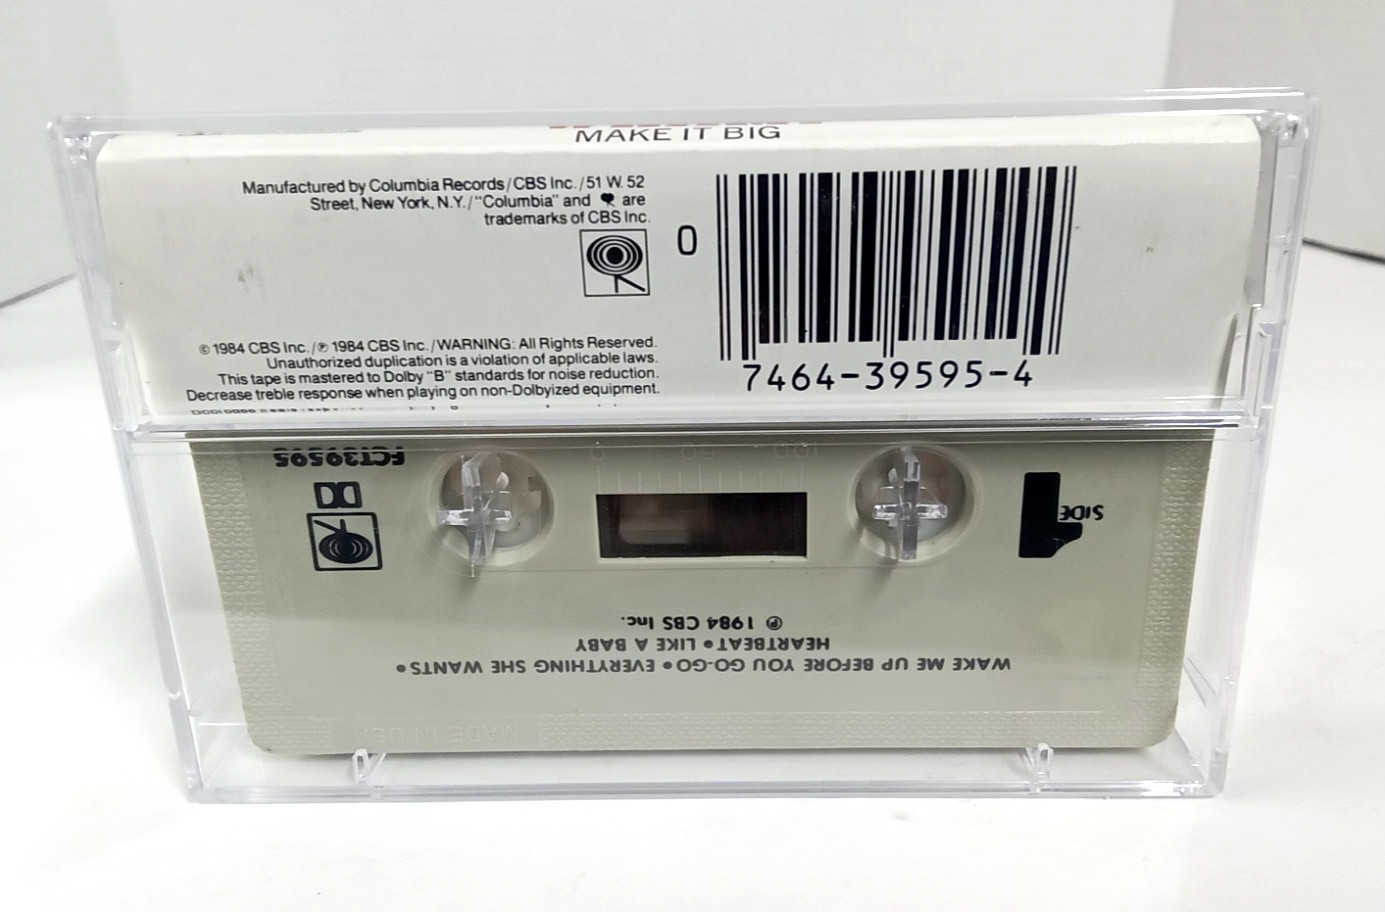 MAKE IT BIG
Manufactured by Columbia Records/CBS Inc./51 W. 52
Street, New York, N.Y./"Columbia" and are
trademarks of CBS Inc.
0
7464-39595-4
© 1984 CBS Inc./℗ 1984 CBS Inc./WARNING: All Rights Reserved.
Unauthorized duplication is a violation of applicable laws.
This tape is mastered to Dolby "B" standards for noise reduction.
Decrease treble response when playing on non-Dolbyized equipment.
FCT39595
0 50 100
SIDE 1
WAKE ME UP BEFORE YOU GO-GO • EVERYTHING SHE WANTS •
HEARTBEAT • LIKE A BABY
℗ 1984 CBS Inc.
MADE IN USA